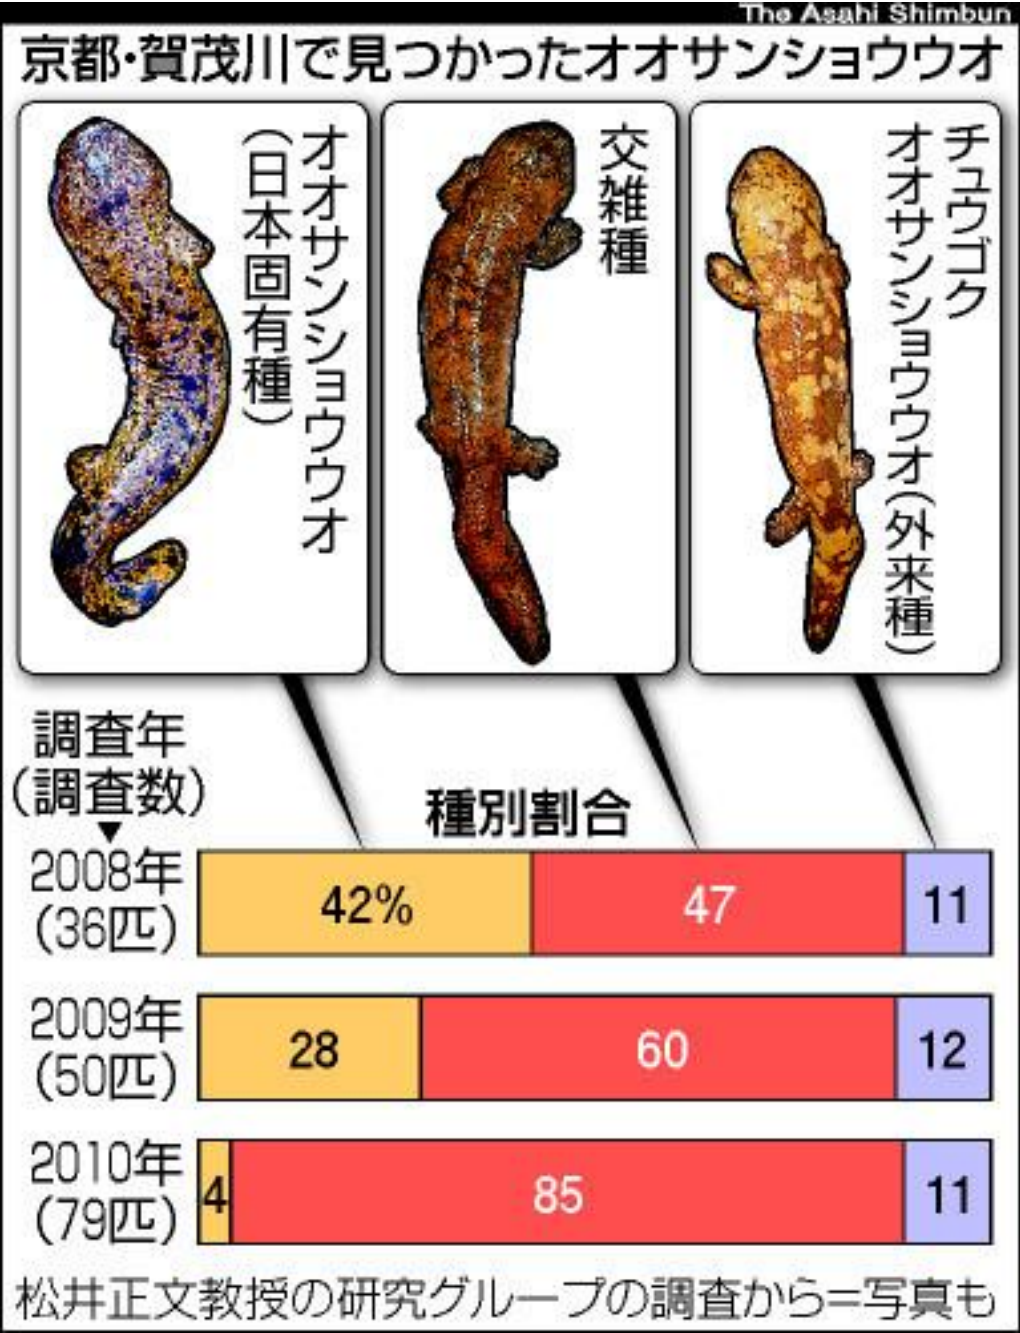 The Asahi Shimbun
京都・賀茂川で見つかったオオサンショウウオ
オオサンショウウオ
(日本固有種)
交雑種
チュウゴク
オオサンショウウオ(外来種)
調査年
(調査数)
▼
種別割合
2008年
(36匹)
42%
47
11
2009年
(50匹)
28
60
12
2010年
(79匹)
4
85
11
松井正文教授の研究グループの調査から=写真も